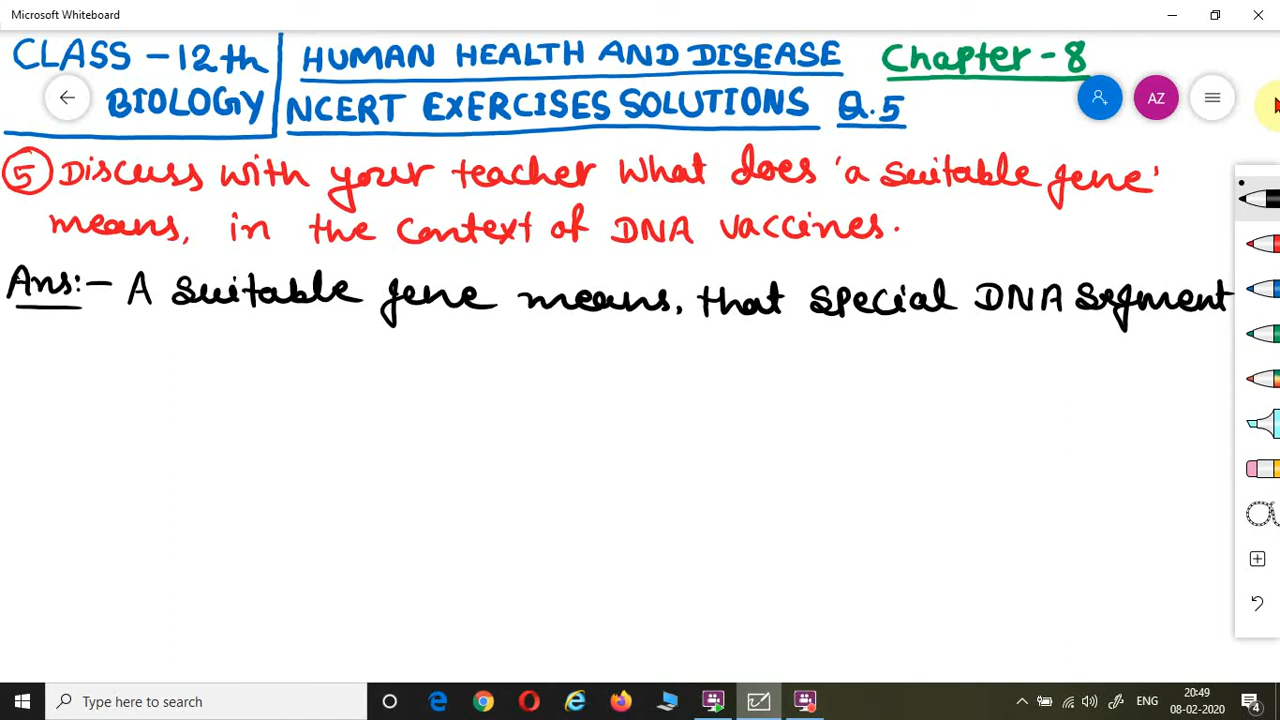 Microsoft Whiteboard
CLASS - 12th
BIOLOGY
HUMAN HEALTH AND DISEASE
NCERT EXERCISES SOLUTIONS Q.5
Chapter - 8
AZ
5 Discuss with your teacher what does 'a suitable gene'
means, in the context of DNA vaccines.
Ans:- A suitable gene means, that special DNA segment
Type here to search
ENG
20:49
08-02-2020
4